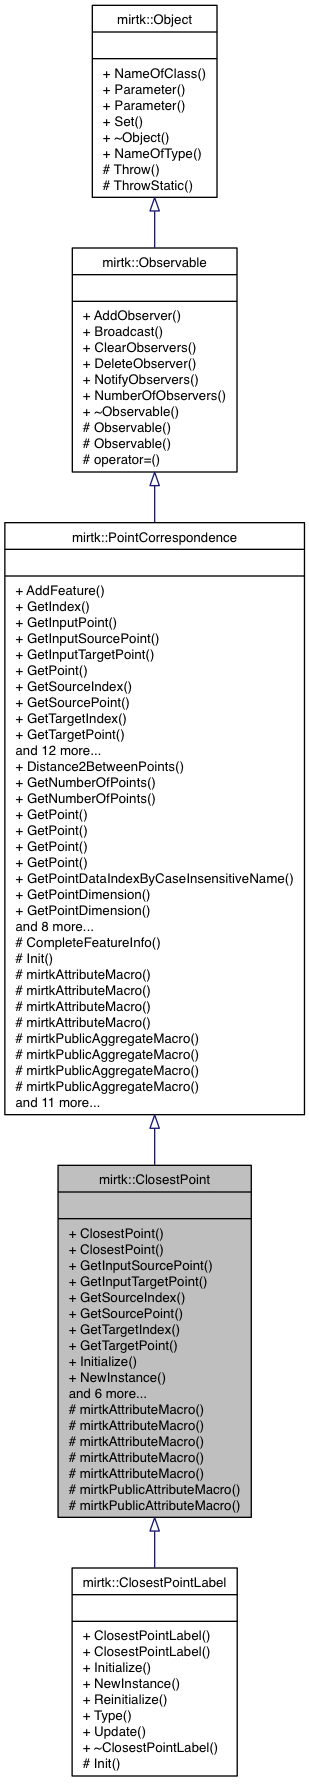 mirtk::Object
+ NameOfClass()
+ Parameter()
+ Parameter()
+ Set()
+ ~Object()
+ NameOfType()
# Throw()
# ThrowStatic()
mirtk::Observable
+ AddObserver()
+ Broadcast()
+ ClearObservers()
+ DeleteObserver()
+ NotifyObservers()
+ NumberOfObservers()
+ ~Observable()
# Observable()
# Observable()
# operator=()
mirtk::PointCorrespondence
+ AddFeature()
+ GetIndex()
+ GetInputPoint()
+ GetInputSourcePoint()
+ GetInputTargetPoint()
+ GetPoint()
+ GetSourceIndex()
+ GetSourcePoint()
+ GetTargetIndex()
+ GetTargetPoint()
and 12 more...
+ Distance2BetweenPoints()
+ GetNumberOfPoints()
+ GetNumberOfPoints()
+ GetPoint()
+ GetPoint()
+ GetPoint()
+ GetPoint()
+ GetPointDataIndexByCaseInsensitiveName()
+ GetPointDimension()
+ GetPointDimension()
and 8 more...
# CompleteFeatureInfo()
# Init()
# mirtkAttributeMacro()
# mirtkAttributeMacro()
# mirtkAttributeMacro()
# mirtkAttributeMacro()
# mirtkPublicAggregateMacro()
# mirtkPublicAggregateMacro()
# mirtkPublicAggregateMacro()
# mirtkPublicAggregateMacro()
and 11 more...
mirtk::ClosestPoint
+ ClosestPoint()
+ ClosestPoint()
+ GetInputSourcePoint()
+ GetInputTargetPoint()
+ GetSourceIndex()
+ GetSourcePoint()
+ GetTargetIndex()
+ GetTargetPoint()
+ Initialize()
+ NewInstance()
and 6 more...
# mirtkAttributeMacro()
# mirtkAttributeMacro()
# mirtkAttributeMacro()
# mirtkAttributeMacro()
# mirtkAttributeMacro()
# mirtkPublicAttributeMacro()
# mirtkPublicAttributeMacro()
mirtk::ClosestPointLabel
+ ClosestPointLabel()
+ ClosestPointLabel()
+ Initialize()
+ NewInstance()
+ Reinitialize()
+ Type()
+ Update()
+ ~ClosestPointLabel()
# Init()